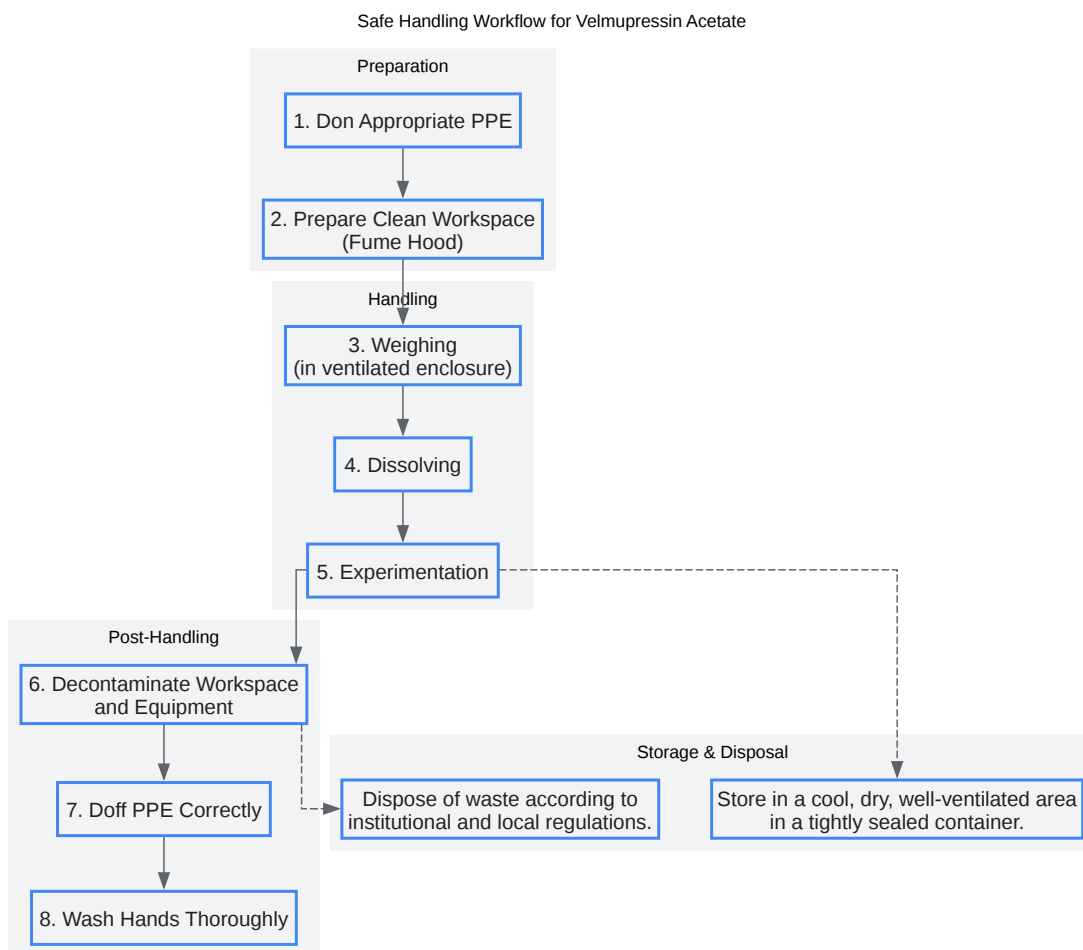 Safe Handling Workflow for Velmupressin Acetate
Preparation
1. Don Appropriate PPE
2. Prepare Clean Workspace
(Fume Hood)
Handling
3. Weighing
(in ventilated enclosure)
4. Dissolving
5. Experimentation
Post-Handling
6. Decontaminate Workspace
and Equipment
7. Doff PPE Correctly
8. Wash Hands Thoroughly
Storage & Disposal
Dispose of waste according to
institutional and local regulations.
Store in a cool, dry, well-ventilated area
in a tightly sealed container.